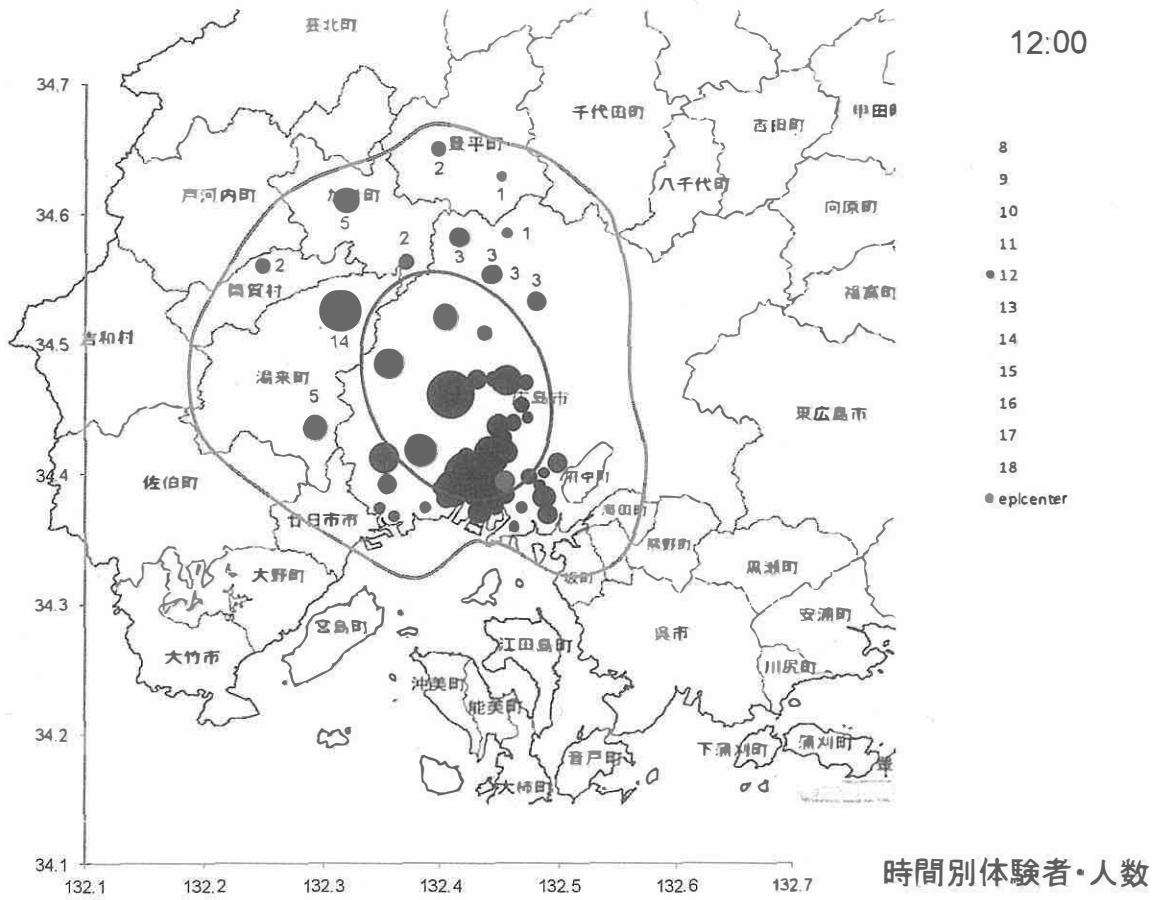 芸北町
12:00
34.7
千代田町
吉田町
甲田
豊平町
2
1
戸河内町
加計町
八千代町
向原町
34.6
5
2
3
1
3
3
3
2
筒賀村
福富町
14
34.5
吉和村
湯来町
5
広島市
東広島市
34.4
佐伯町
府中町
海田町
廿日市市
熊野町
坂町
黒瀬町
大野町
34.3
宮島町
呉市
安浦町
江田島町
大竹市
川尻町
沖美町
能美町
34.2
音戸町
下蒲刈町
蒲刈町
大柿町
34.1
132.1
132.2
132.3
132.4
132.5
132.6
132.7
8
9
10
11
12
13
14
15
16
17
18
epicenter
時間別体験者・人数